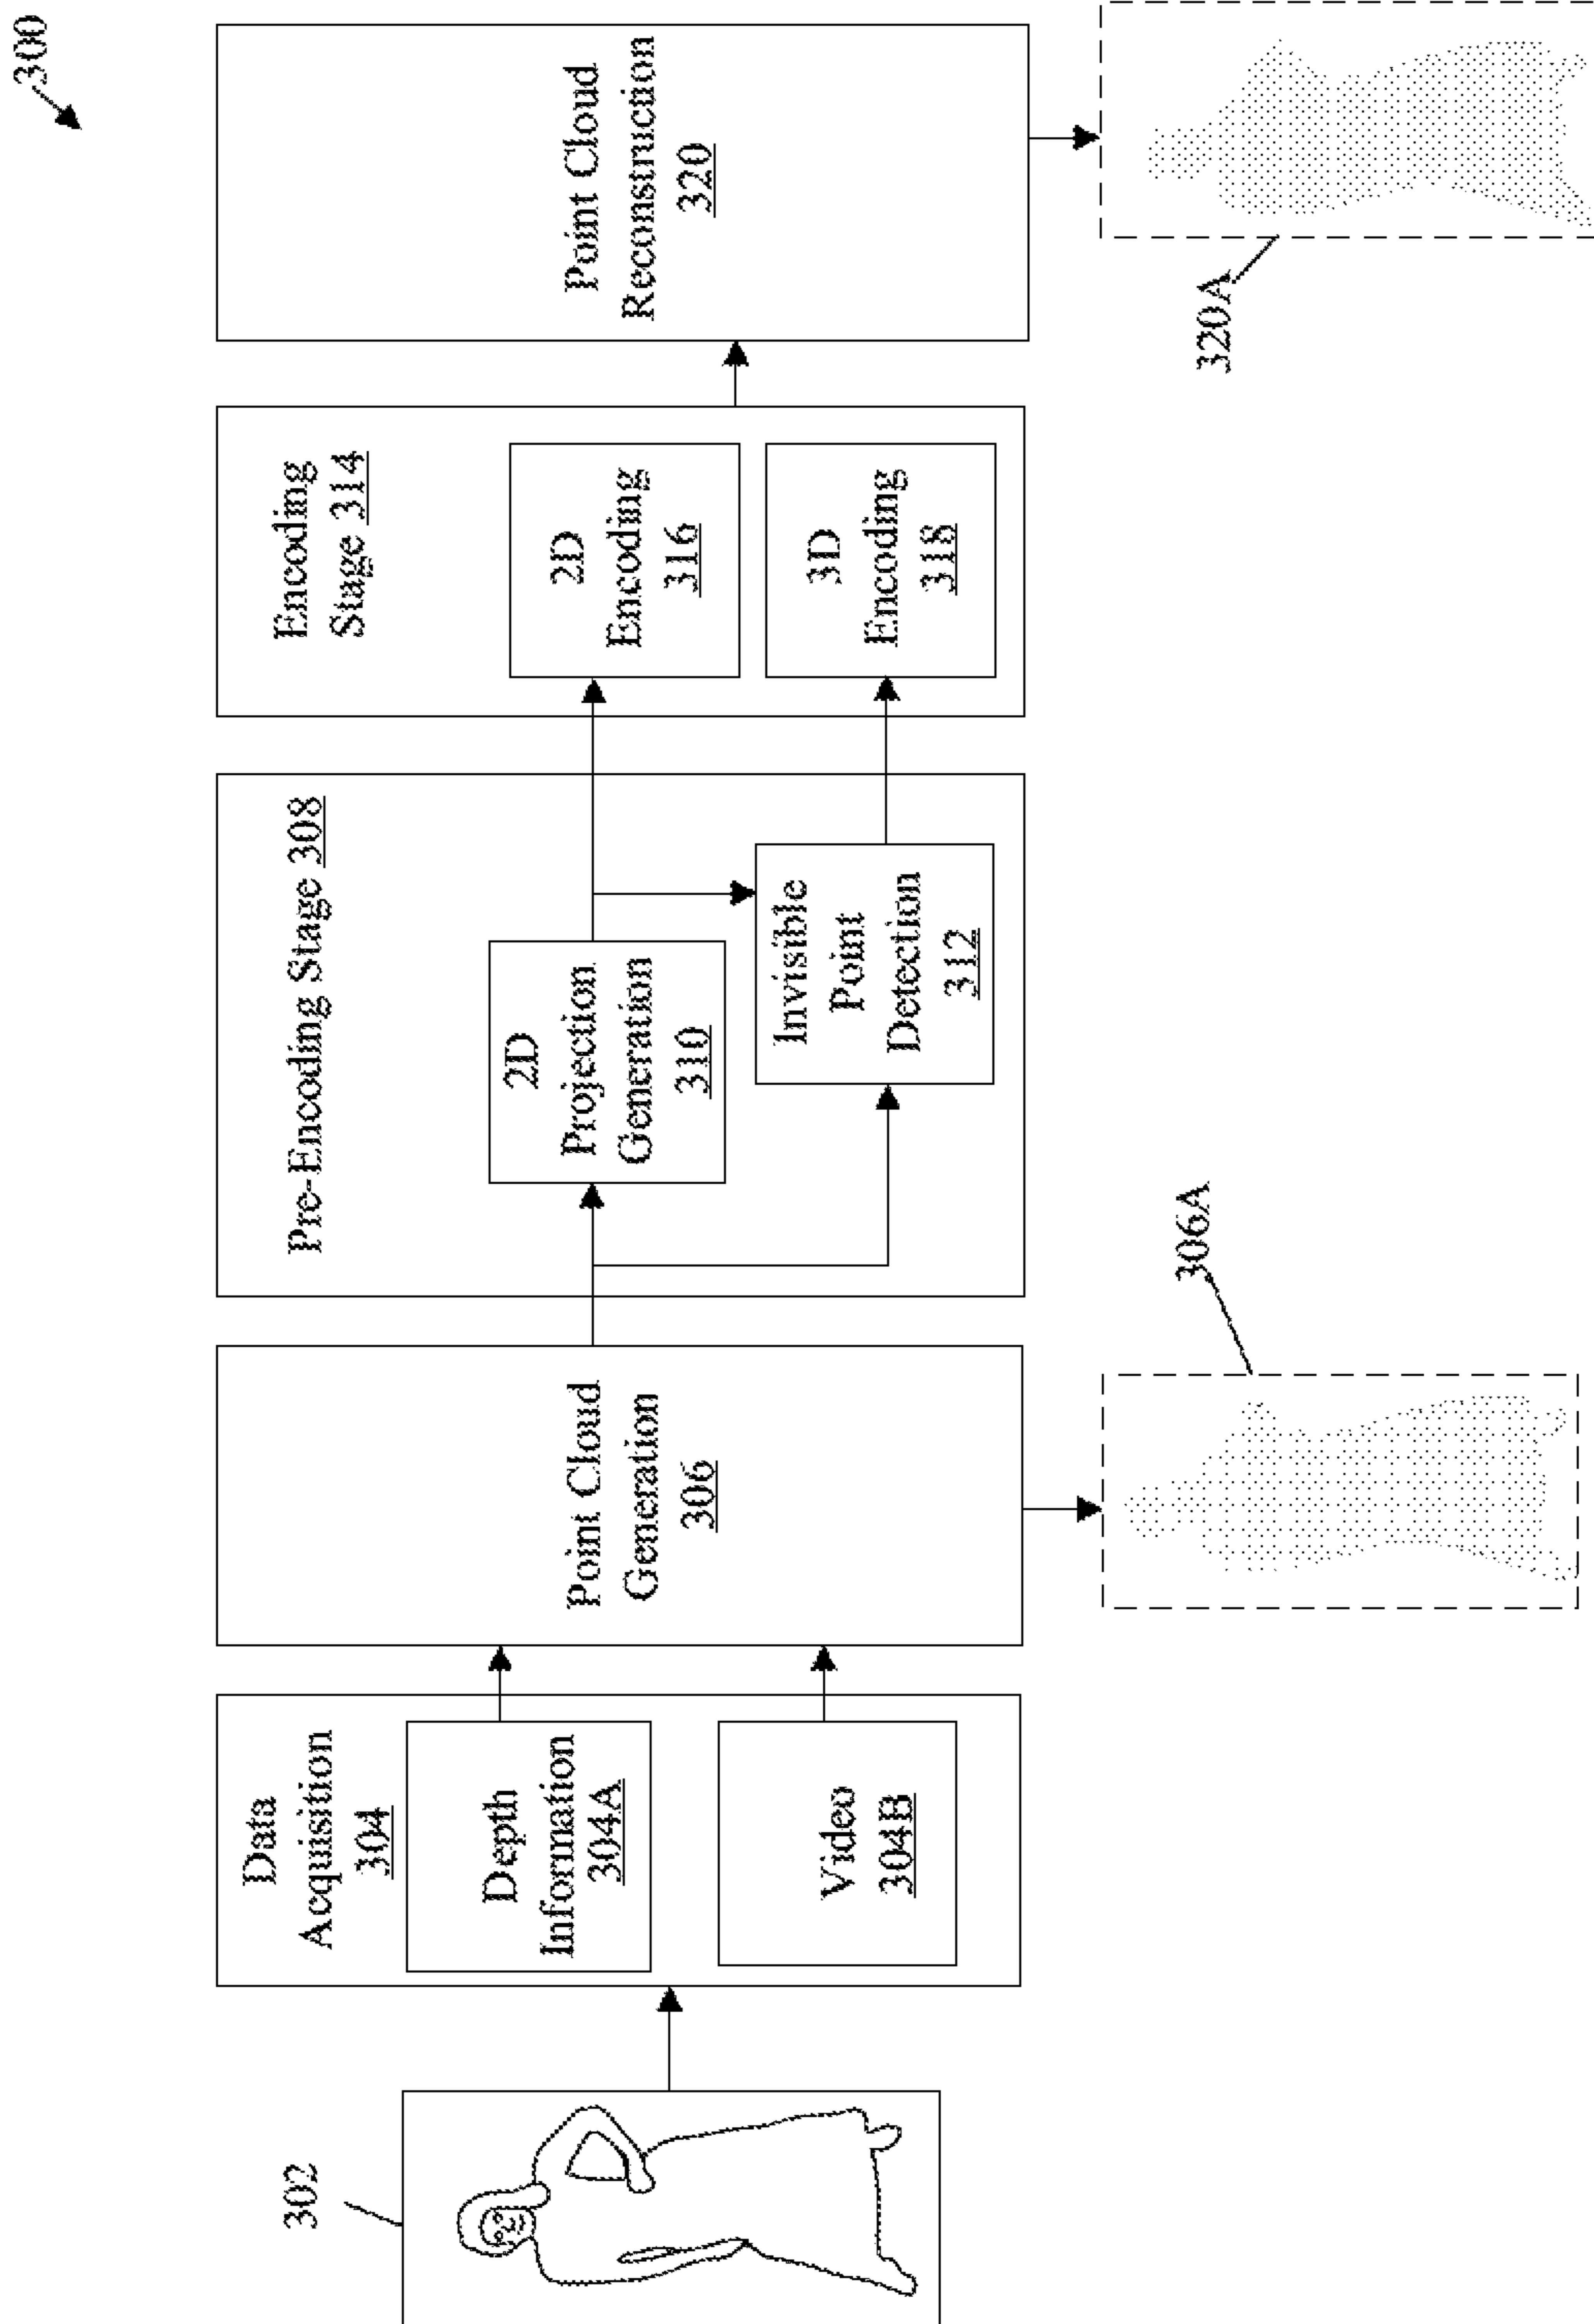 300
302
Data
Acquisition
304
Depth
Information
304A
Video
304B
Point Cloud
Generation
306
306A
Pre-Encoding Stage 308
2D
Projection
Generation
310
Invisible
Point
Detection
312
Encoding
Stage 314
2D
Encoding
316
3D
Encoding
318
Point Cloud
Reconstruction
320
320A